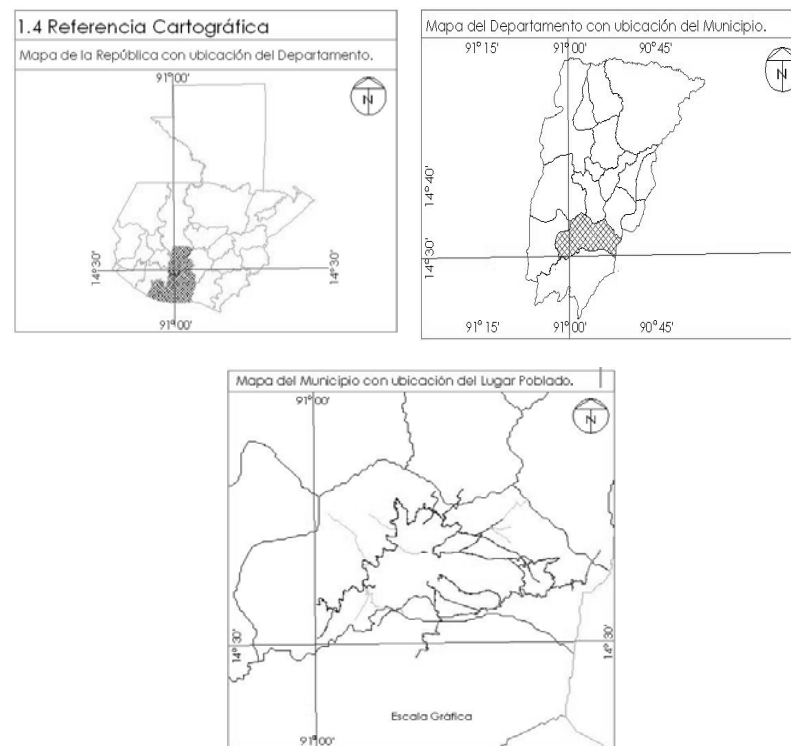 1.4 Referencia Cartográfica
Mapa de la República con ubicación del Departamento.
91°00'
N
14°30'
14°30'
91°00'
Mapa del Departamento con ubicación del Municipio.
91°15' 91°00' 90°45'
N
14°40'
14°30'
91°15' 91°00' 90°45'
Mapa del Municipio con ubicación del Lugar Poblado.
91°00'
N
14°30'
14°30'
Escala Gráfica
91°00'